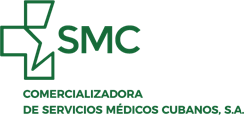 SMC
COMERCIALIZADORA
DE SERVICIOS MÉDICOS CUBANOS, S.A.